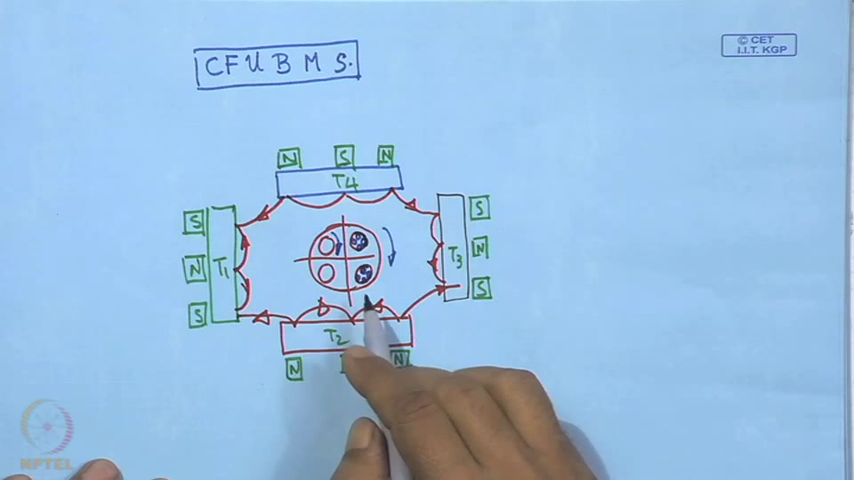 CFUBMS.
© CET
I.I.T. KGP
N S N
T4
S S
N T1 T3 N
S S
T2
N N
NPTEL